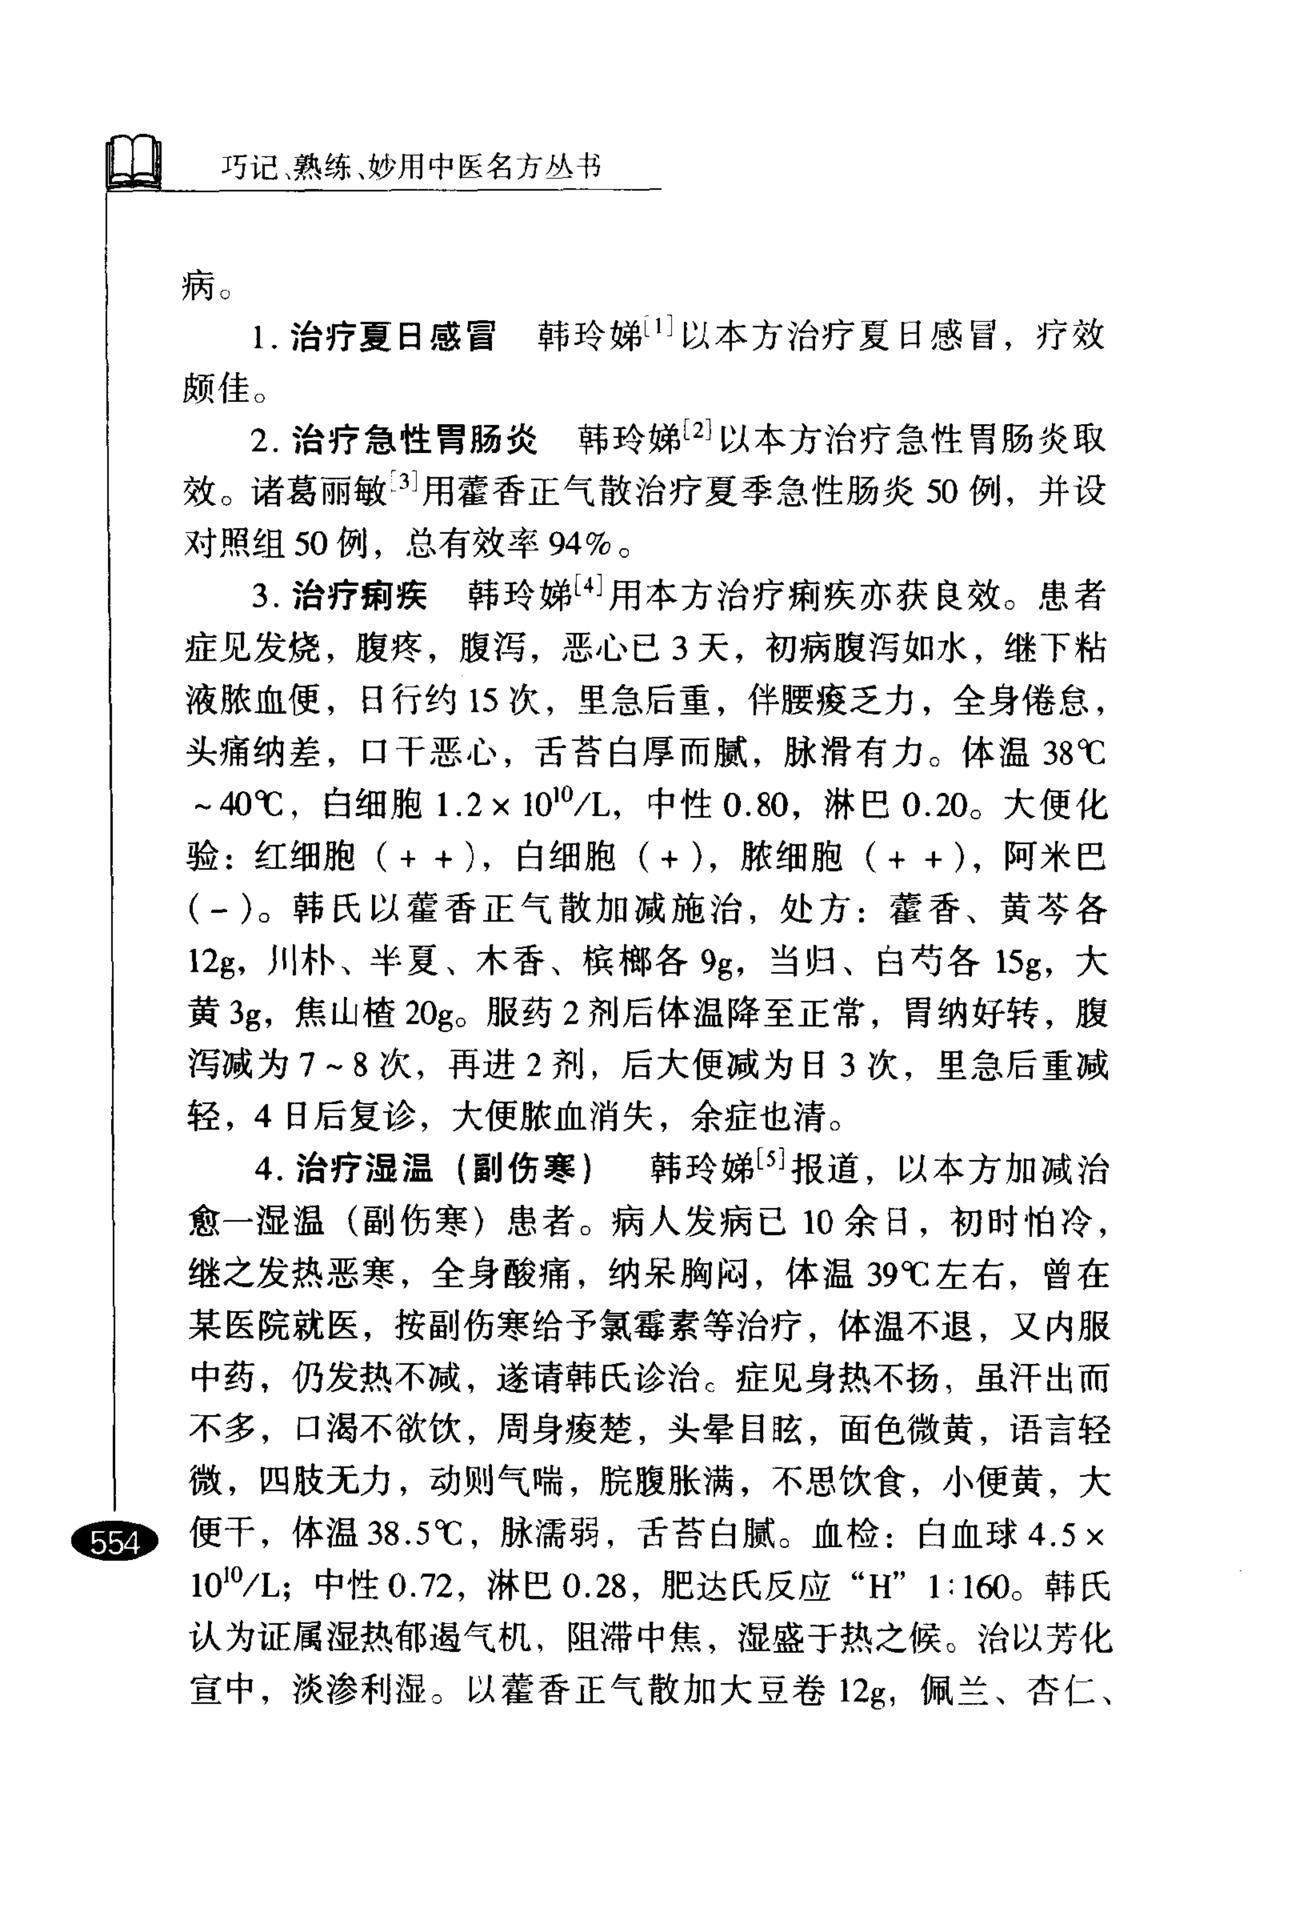 巧记、熟练、妙用中医名方丛书
病。
1. 治疗夏日感冒 韩玲娣[1]以本方治疗夏日感冒，疗效
颇佳。
2. 治疗急性胃肠炎 韩玲娣[2]以本方治疗急性胃肠炎取
效。诸葛丽敏[3]用藿香正气散治疗夏季急性肠炎 50 例，并设
对照组 50 例，总有效率 94%。
3. 治疗痢疾 韩玲娣[4]用本方治疗痢疾亦获良效。患者
症见发烧，腹疼，腹泻，恶心已 3 天，初病腹泻如水，继下粘
液脓血便，日行约 15 次，里急后重，伴腰痠乏力，全身倦怠，
头痛纳差，口干恶心，舌苔白厚而腻，脉滑有力。体温 38℃
~40℃，白细胞 1.2×10¹⁰/L，中性 0.80，淋巴 0.20。大便化
验：红细胞（＋＋），白细胞（＋），脓细胞（＋＋），阿米巴
（－）。韩氏以藿香正气散加减施治，处方：藿香、黄芩各
12g，川朴、半夏、木香、槟榔各 9g，当归、白芍各 15g，大
黄 3g，焦山楂 20g。服药 2 剂后体温降至正常，胃纳好转，腹
泻减为 7~8 次，再进 2 剂，后大便减为日 3 次，里急后重减
轻，4 日后复诊，大便脓血消失，余症也清。
4. 治疗湿温（副伤寒） 韩玲娣[5]报道，以本方加减治
愈一湿温（副伤寒）患者。病人发病已 10 余日，初时怕冷，
继之发热恶寒，全身酸痛，纳呆胸闷，体温 39℃左右，曾在
某医院就医，按副伤寒给予氯霉素等治疗，体温不退，又内服
中药，仍发热不减，遂请韩氏诊治。症见身热不扬，虽汗出而
不多，口渴不欲饮，周身痠楚，头晕目眩，面色微黄，语言轻
微，四肢无力，动则气喘，脘腹胀满，不思饮食，小便黄，大
便干，体温 38.5℃，脉濡弱，舌苔白腻。血检：白血球 4.5×
10¹⁰/L；中性 0.72，淋巴 0.28，肥达氏反应“H”1∶160。韩氏
认为证属湿热郁遏气机，阻滞中焦，湿盛于热之候。治以芳化
宣中，淡渗利湿。以藿香正气散加大豆卷 12g，佩兰、杏仁、
554